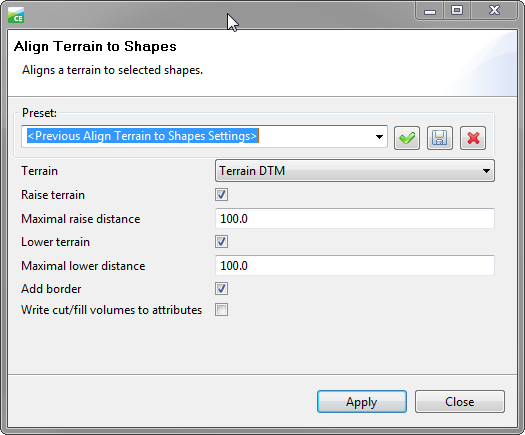 CE
Align Terrain to Shapes
Aligns a terrain to selected shapes.
Preset:
<Previous Align Terrain to Shapes Settings>
Terrain Terrain DTM
Raise terrain
Maximal raise distance 100.0
Lower terrain
Maximal lower distance 100.0
Add border
Write cut/fill volumes to attributes
Apply Close